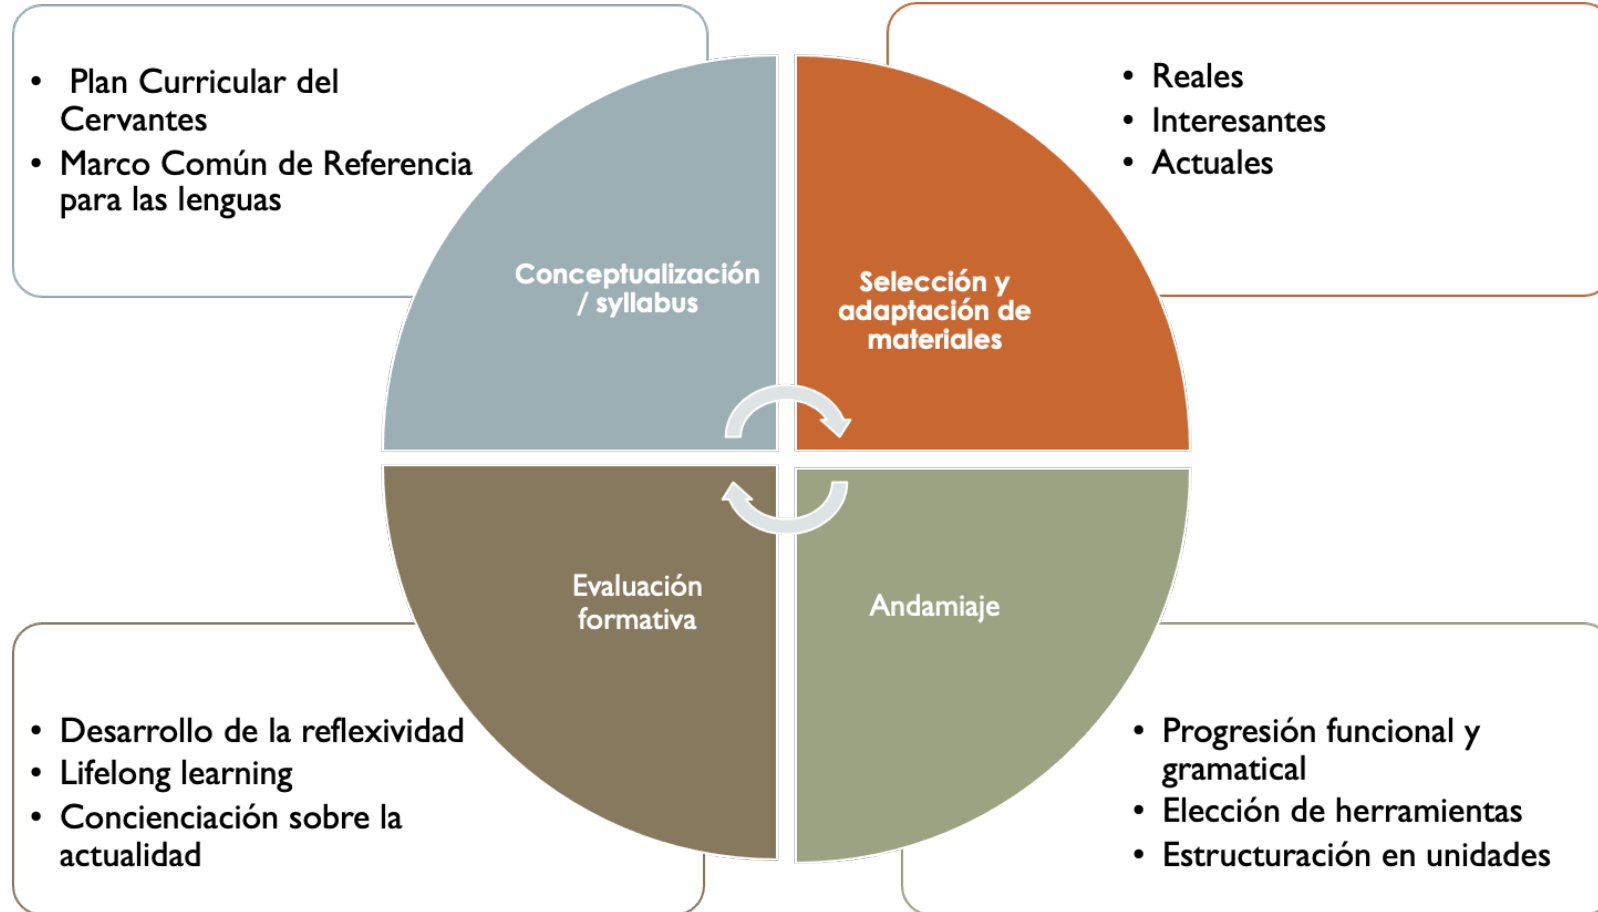 • Plan Curricular del
Cervantes
• Marco Común de Referencia
para las lenguas
• Reales
• Interesantes
• Actuales
Conceptualización
/ syllabus
Selección y
adaptación de
materiales
Evaluación
formativa
Andamiaje
• Desarrollo de la reflexividad
• Lifelong learning
• Concienciación sobre la
actualidad
• Progresión funcional y
gramatical
• Elección de herramientas
• Estructuración en unidades